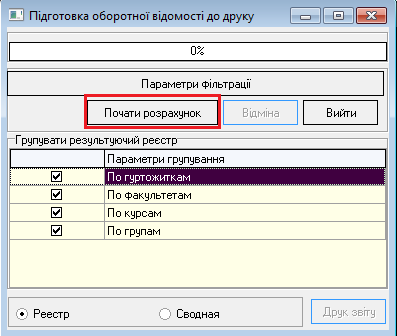 Підготовка оборотної відомості до друку
0%
Параметри Фільтрації
Почати розрахунок Відміна Вийти
Групувати результуючий реєстр
Параметри групування
По гуртожиткам
По факультетам
По курсам
По групам
Реєстр Сводная Друк звіту